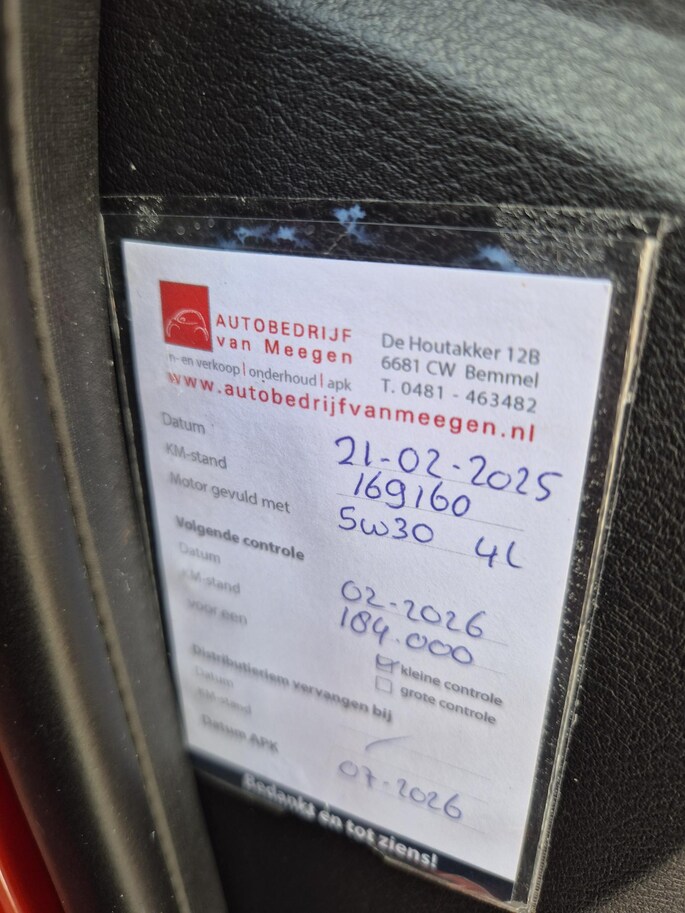 AUTOBEDRIJF
van Meegen
n- en verkoop | onderhoud | apk
De Houtakker 12B
6681 CW Bemmel
T. 0481 - 463482
www.autobedrijfvanmeegen.nl
Datum 21-02-2025
KM-stand 169160
Motor gevuld met 5w30 4L
Volgende controle
Datum 02-2026
KM-stand 184.000
voor een kleine controle
grote controle
Distributieriem vervangen bij
Datum
KM-stand
Datum APK 07-2026
Bedankt en tot ziens!